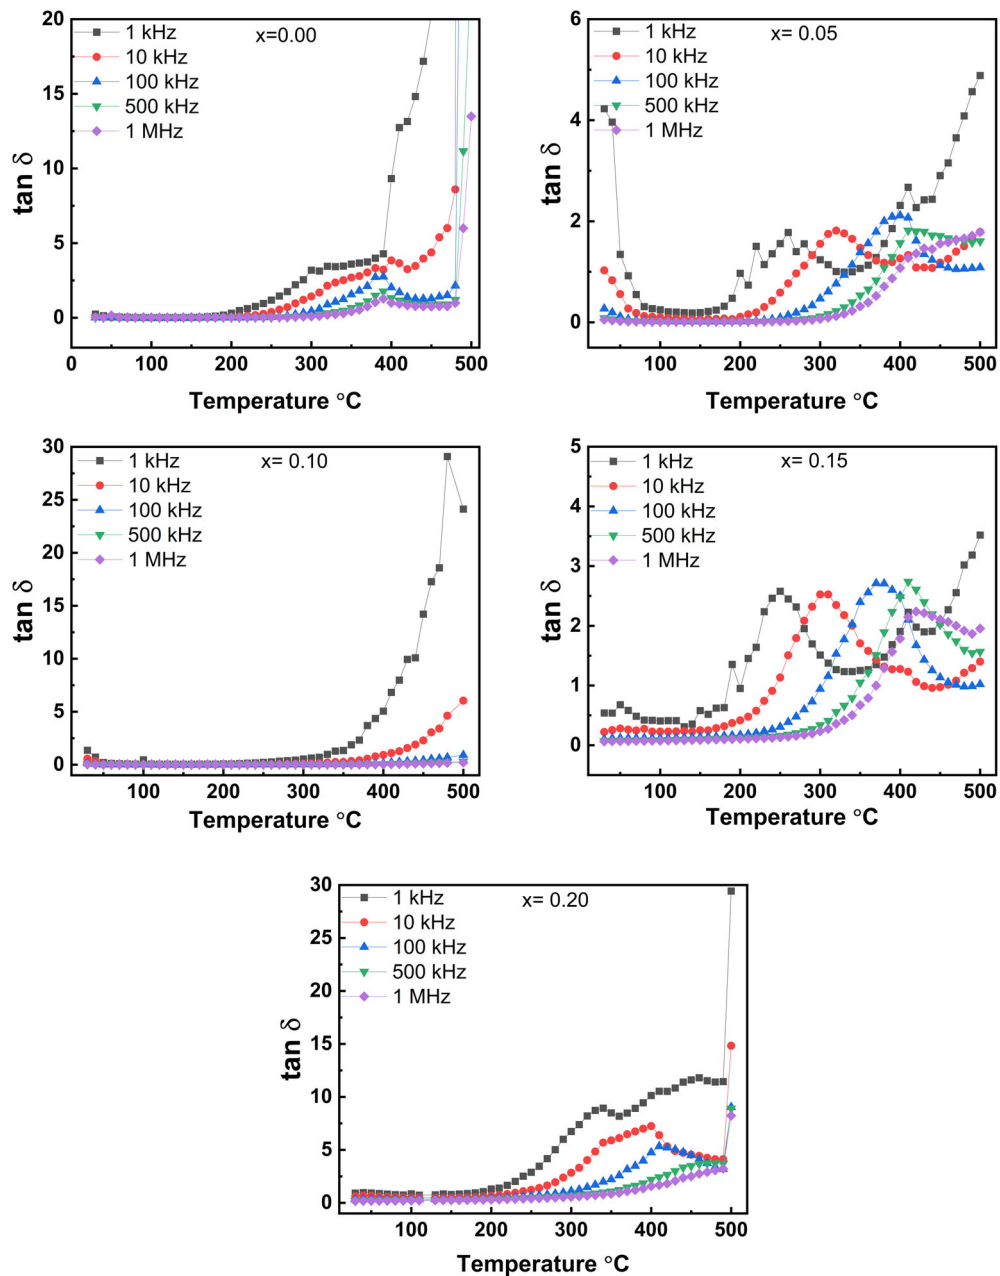 x=0.00
1 kHz
10 kHz
100 kHz
500 kHz
1 MHz
tan δ
20
15
10
5
0
0 100 200 300 400 500
Temperature °C
x= 0.05
1 kHz
10 kHz
100 kHz
500 kHz
1 MHz
tan δ
6
4
2
0
100 200 300 400 500
Temperature °C
x= 0.10
1 kHz
10 kHz
100 kHz
500 kHz
1 MHz
tan δ
30
25
20
15
10
5
0
100 200 300 400 500
Temperature °C
x= 0.15
1 kHz
10 kHz
100 kHz
500 kHz
1 MHz
tan δ
5
4
3
2
1
0
100 200 300 400 500
Temperature °C
x= 0.20
1 kHz
10 kHz
100 kHz
500 kHz
1 MHz
tan δ
30
25
20
15
10
5
0
100 200 300 400 500
Temperature °C